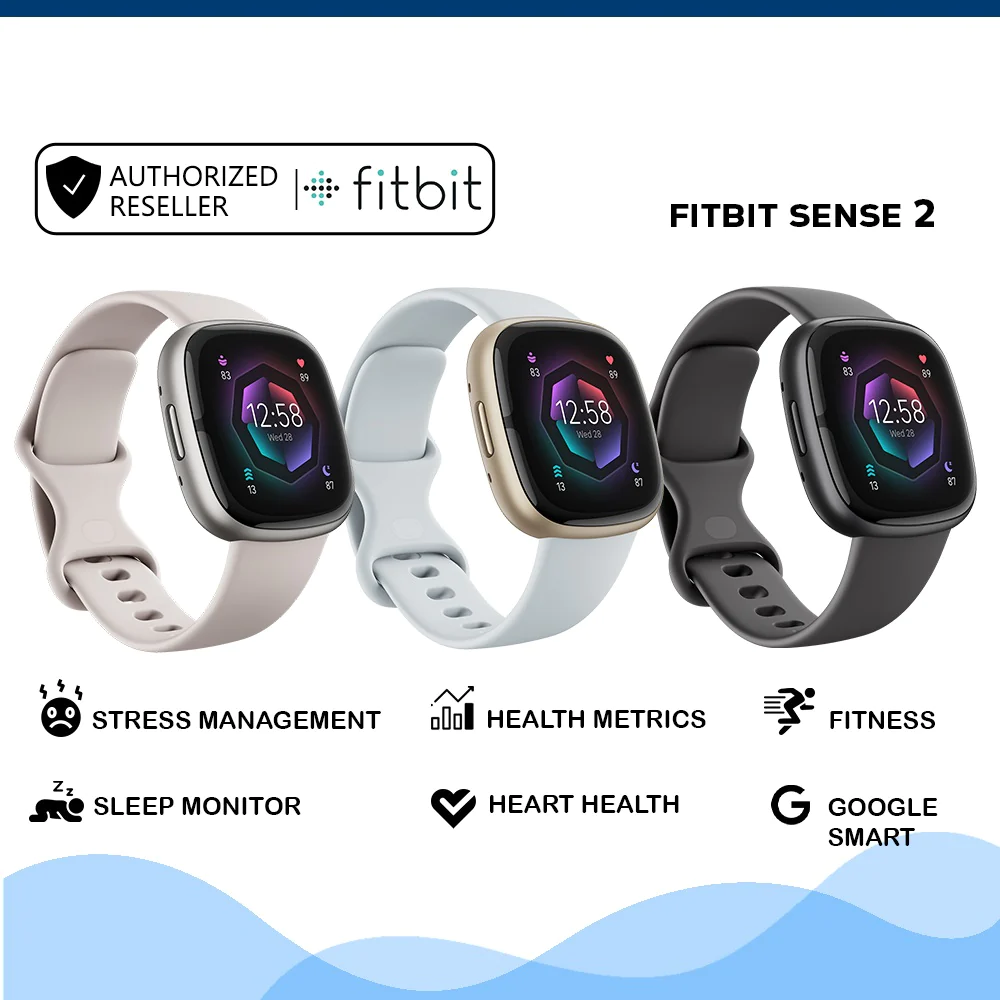 AUTHORIZED
RESELLER
fitbit
FITBIT SENSE 2
83
89
12:58
Wed 28
13
87
83
89
12:58
Wed 28
13
87
83
89
12:58
Wed 28
13
87
STRESS MANAGEMENT
HEALTH METRICS
FITNESS
Z z z
SLEEP MONITOR
HEART HEALTH
G
GOOGLE
SMART